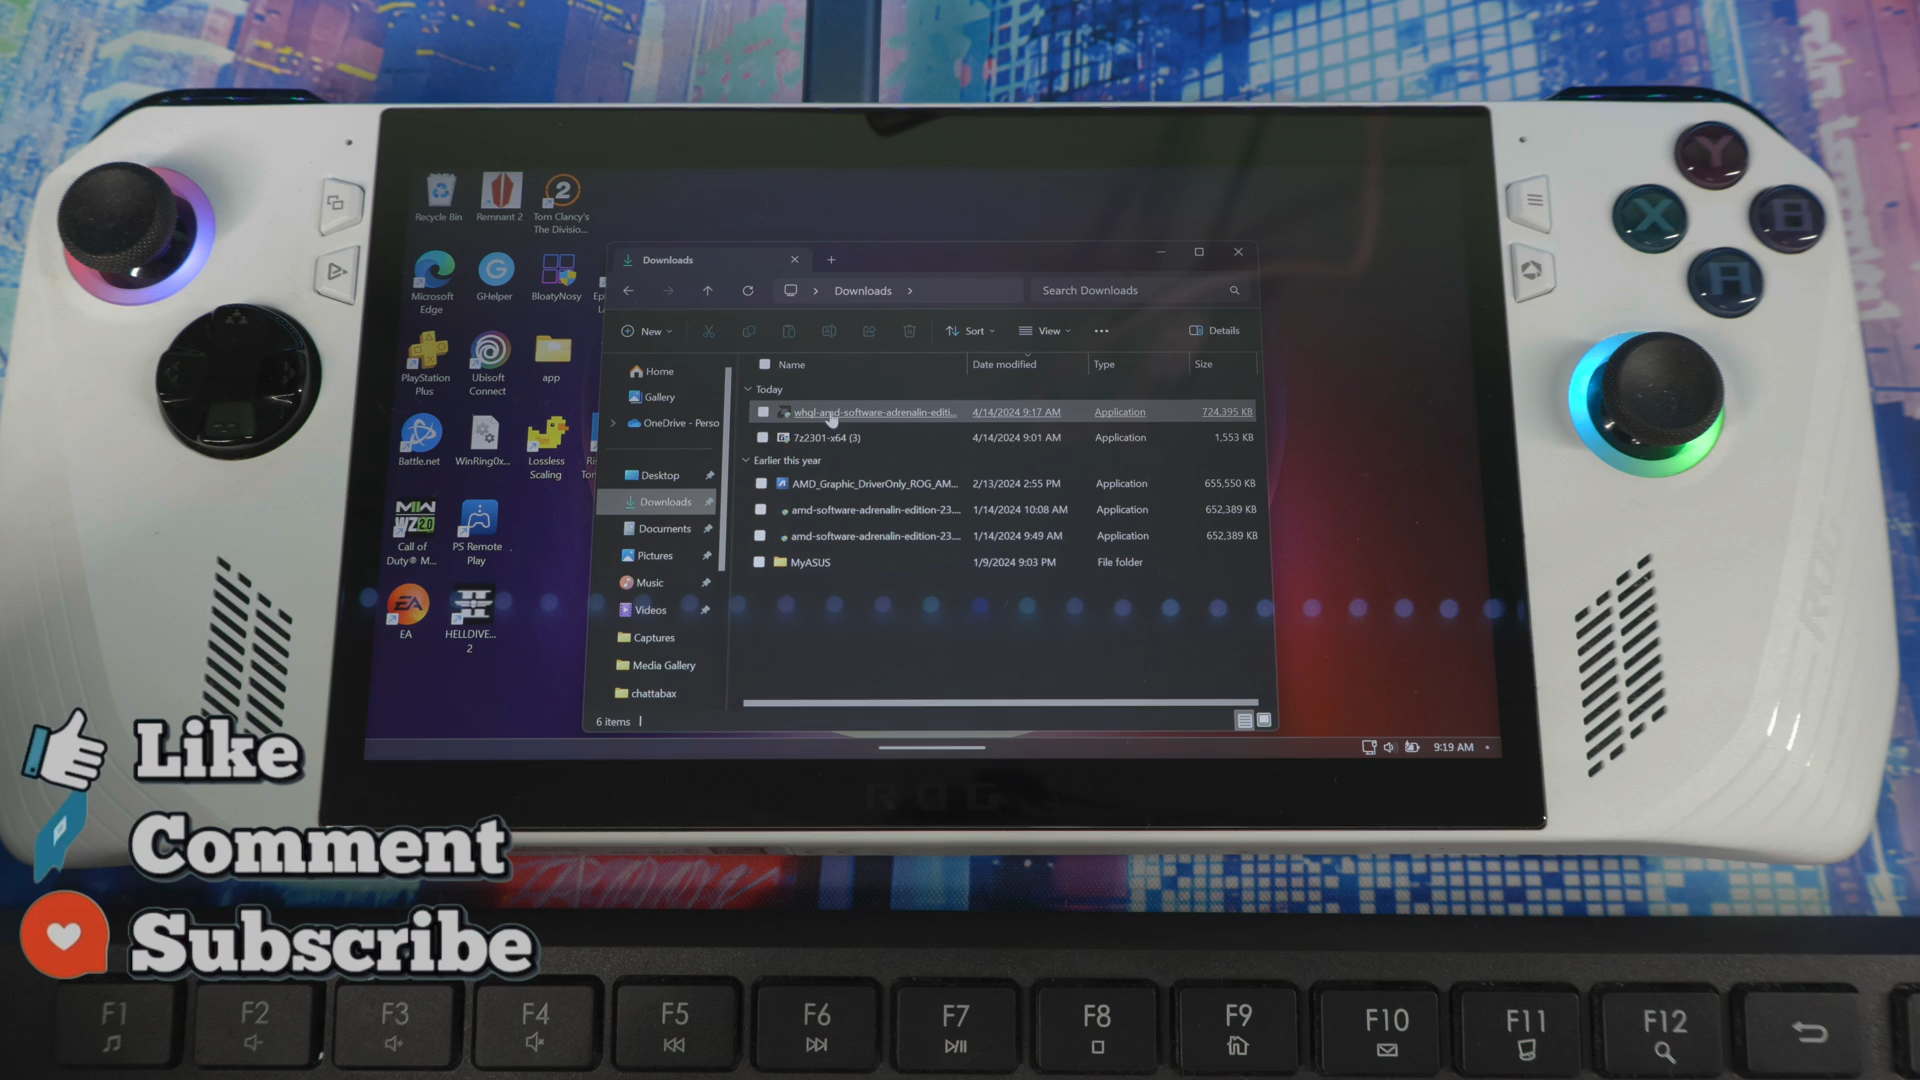 Recycle Bin
Remnant 2
Tom Clancy's
The Divisio...
Microsoft
Edge
GHelper
BloatyNosy
PlayStation
Plus
Ubisoft
Connect
app
Battle.net
WinRing0x...
Lossless
Scaling
MW
WZ 2.0
Call of
Duty® M...
PS Remote
Play
EA
EA
HELLDIVE...
2
Downloads
Downloads
Search Downloads
New
Sort
View
Details
Home
Gallery
OneDrive - Perso
Desktop
Downloads
Documents
Pictures
Music
Videos
Captures
Media Gallery
chattabax
Name Date modified Type Size
Today
whql-amd-software-adrenalin-editi... 4/14/2024 9:17 AM Application 724,395 KB
7z2301-x64 (3) 4/14/2024 9:01 AM Application 1,553 KB
Earlier this year
AMD_Graphic_DriverOnly_ROG_AM... 2/13/2024 2:55 PM Application 655,550 KB
amd-software-adrenalin-edition-23.... 1/14/2024 10:08 AM Application 652,389 KB
amd-software-adrenalin-edition-23.... 1/14/2024 9:49 AM Application 652,389 KB
MyASUS 1/9/2024 9:03 PM File folder
6 items
9:19 AM
Y
X
B
A
ROG
Like
Comment
Subscribe
F1
F2
F3
F4
F5
F6
F7
F8
F9
F10
F11
F12